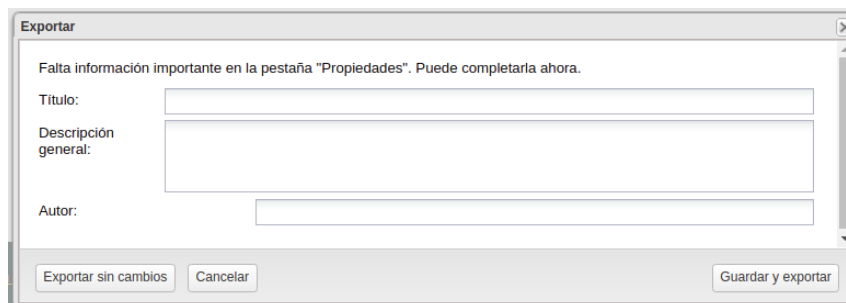 Exportar
Falta información importante en la pestaña "Propiedades". Puede completarla ahora.
Título:
Descripción
general:
Autor:
Exportar sin cambios
Cancelar
Guardar y exportar